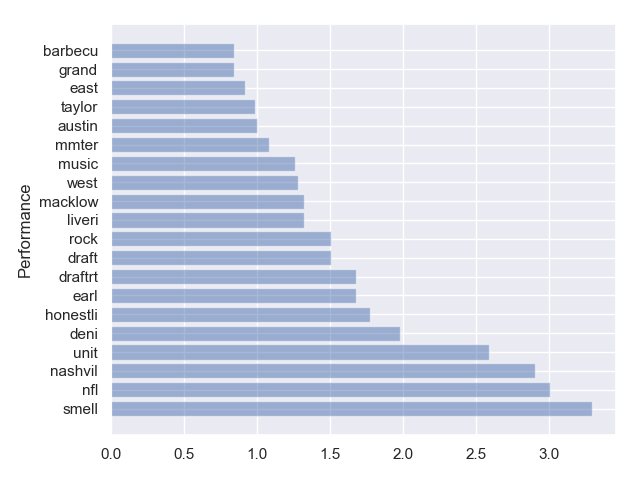 barbecu
grand
east
taylor
austin
mmter
music
west
macklow
liveri
rock
draft
draftrt
earl
honestli
deni
unit
nashvil
nfl
smell
Performance
0.0 0.5 1.0 1.5 2.0 2.5 3.0